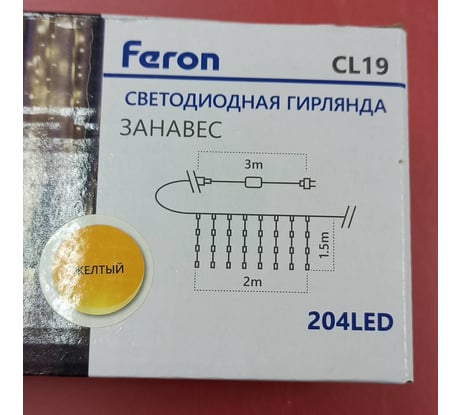 Feron
CL19
СВЕТОДИОДНАЯ ГИРЛЯНДА
ЗАНАВЕС
3m
1.5m
2m
ЖЕЛТЫЙ
204LED